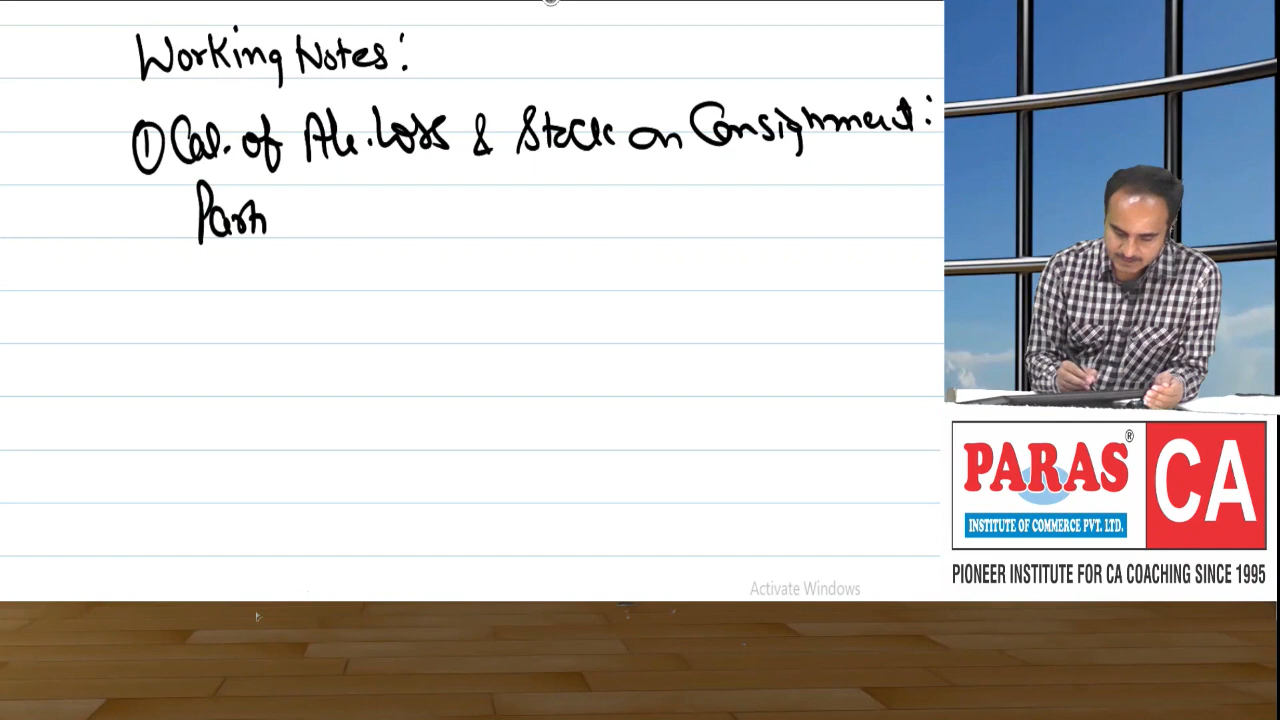 Working Notes:
① Cal. of Ab. Loss & Stock on Consignment:
Parti
PARAS®
INSTITUTE OF COMMERCE PVT. LTD.
CA
PIONEER INSTITUTE FOR CA COACHING SINCE 1995
Activate Windows